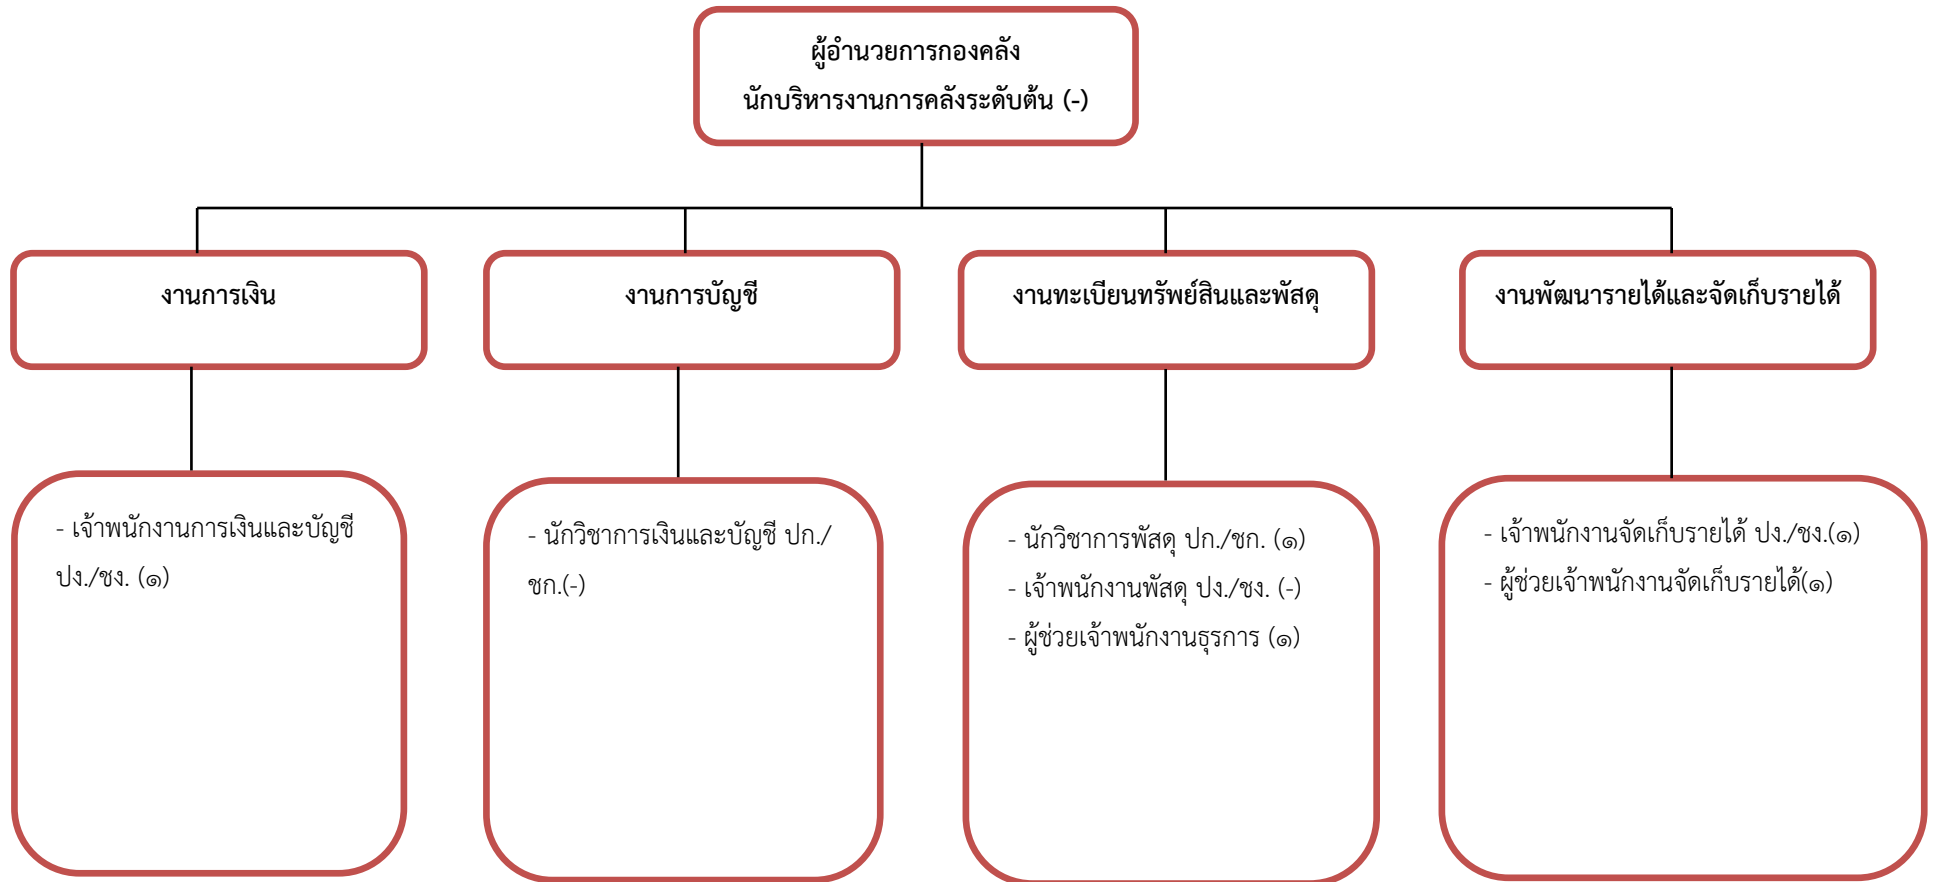 ผู้อำนวยการกองคลัง
นักบริหารงานการคลังระดับต้น (-)
งานการเงิน
งานการบัญชี
งานทะเบียนทรัพย์สินและพัสดุ
งานพัฒนารายได้และจัดเก็บรายได้
- เจ้าพนักงานการเงินและบัญชี
ปง./ชง. (๑)
- นักวิชาการเงินและบัญชี ปก./
ชก.(-)
- นักวิชาการพัสดุ ปก./ชก. (๑)
- เจ้าพนักงานพัสดุ ปง./ชง. (-)
- ผู้ช่วยเจ้าพนักงานธุรการ (๑)
- เจ้าพนักงานจัดเก็บรายได้ ปง./ชง.(๑)
- ผู้ช่วยเจ้าพนักงานจัดเก็บรายได้(๑)